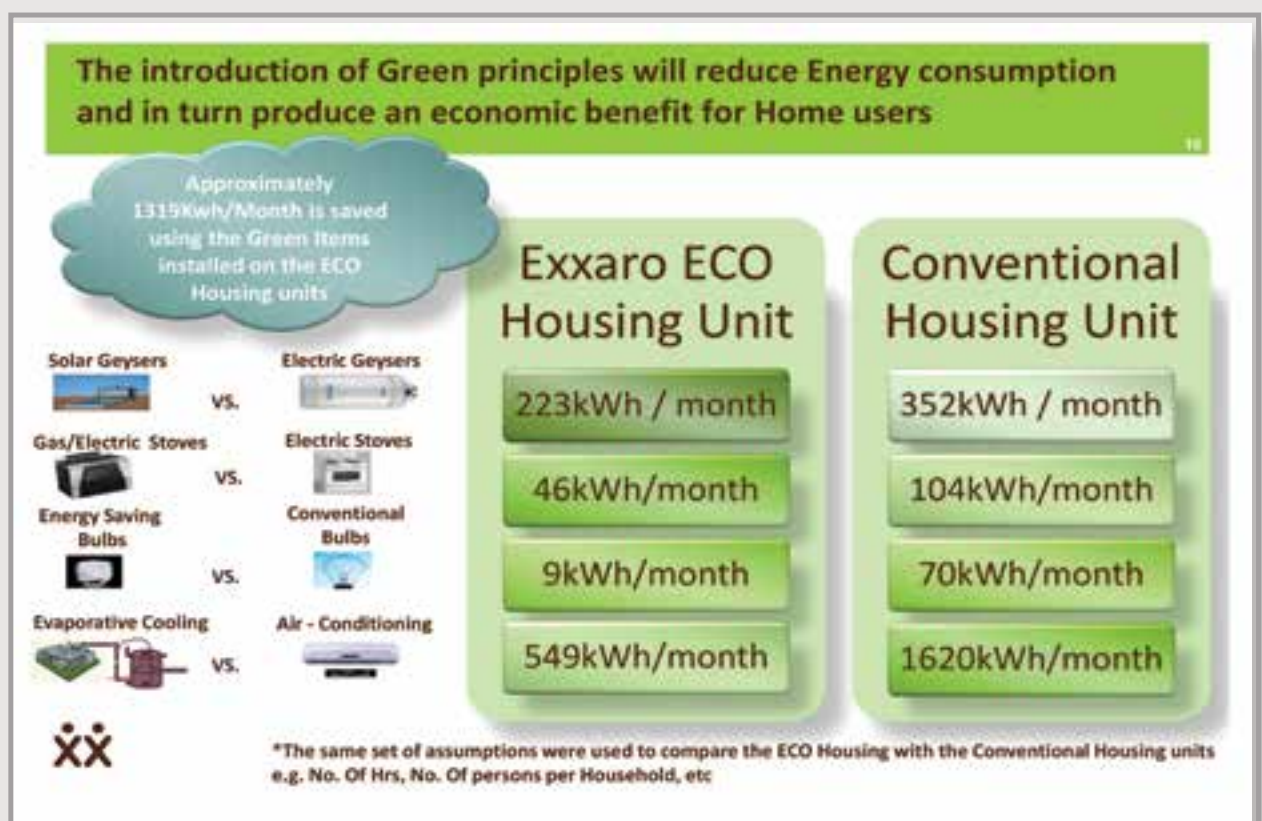 The introduction of Green principles will reduce Energy consumption
and in turn produce an economic benefit for Home users
Approximately
1319Kwh/Month is saved
using the Green Items
installed on the ECO
Housing units
Exxaro ECO
Housing Unit
Conventional
Housing Unit
Solar Geysers
vs.
Electric Geysers
223kWh / month
352kWh / month
Gas/Electric Stoves
vs.
Electric Stoves
46kWh/month
104kWh/month
Energy Saving
Bulbs
vs.
Conventional
Bulbs
9kWh/month
70kWh/month
Evaporative Cooling
vs.
Air - Conditioning
549kWh/month
1620kWh/month
*The same set of assumptions were used to compare the ECO Housing with the Conventional Housing units
e.g. No. Of Hrs, No. Of persons per Household, etc